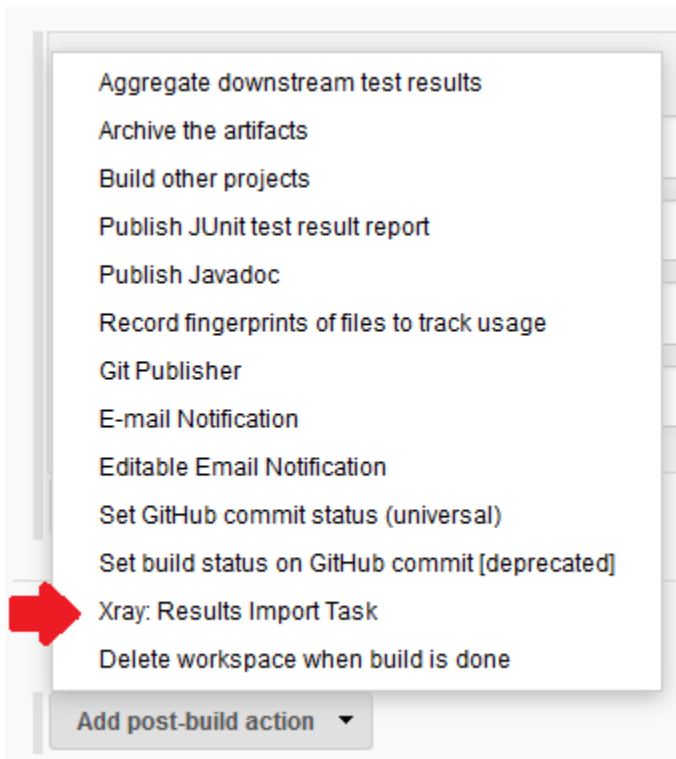 Aggregate downstream test results
Archive the artifacts
Build other projects
Publish JUnit test result report
Publish Javadoc
Record fingerprints of files to track usage
Git Publisher
E-mail Notification
Editable Email Notification
Set GitHub commit status (universal)
Set build status on GitHub commit [deprecated]
Xray: Results Import Task
Delete workspace when build is done
Add post-build action